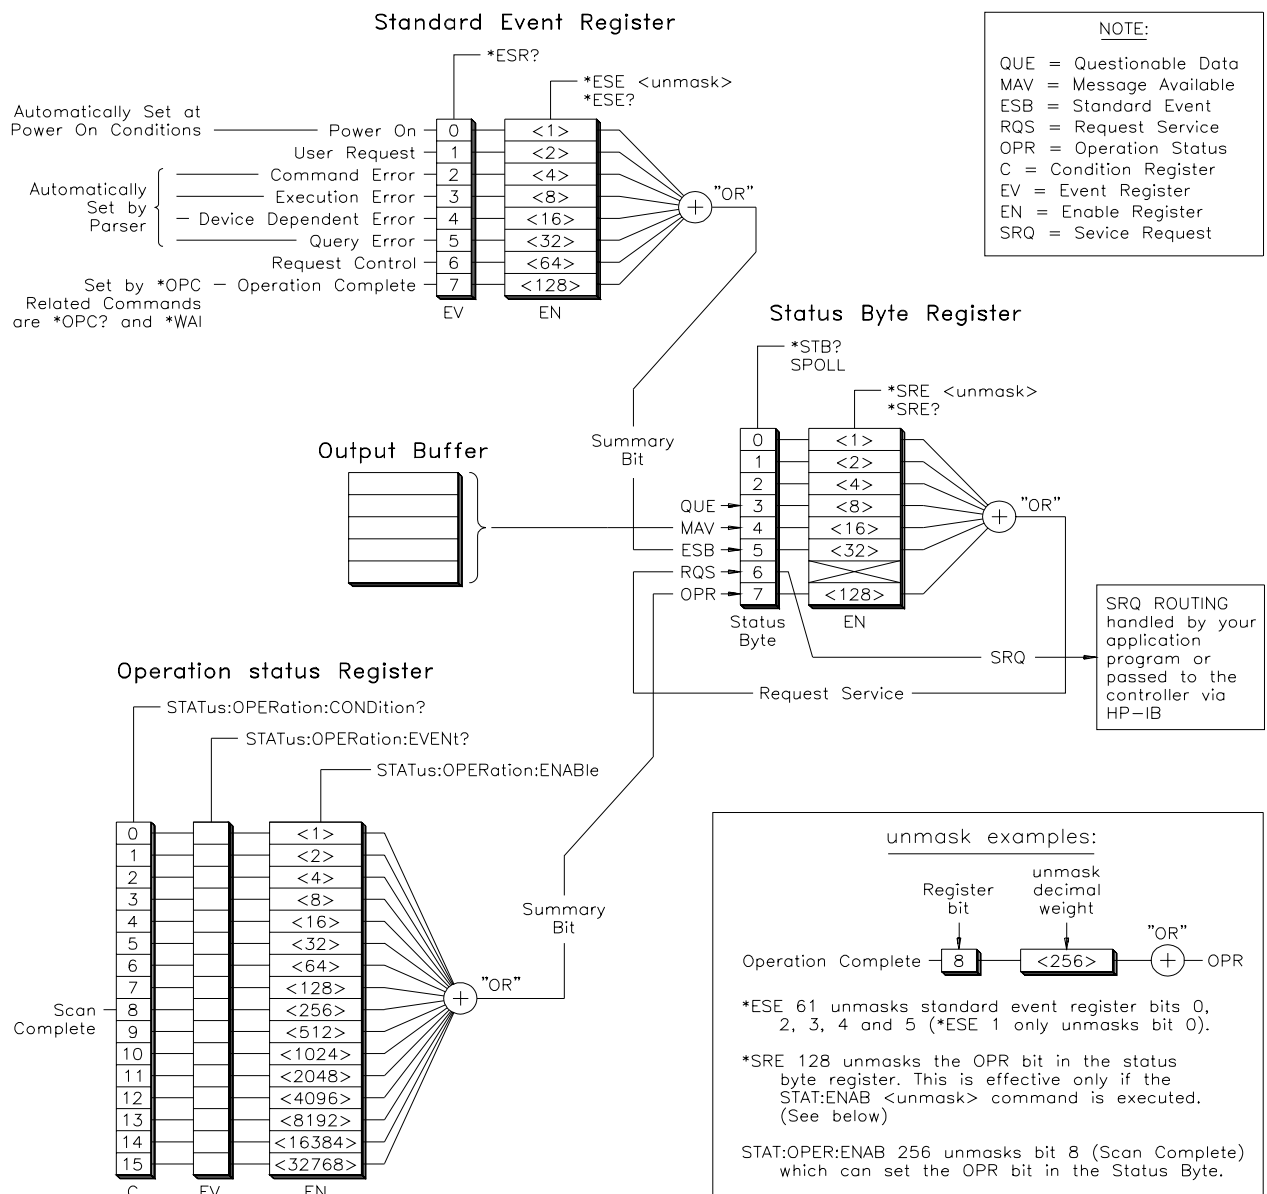 Standard Event Register
*ESR?
*ESE <unmask>
*ESE?
Automatically Set at
Power On Conditions
Power On 0 <1>
User Request 1 <2>
Command Error 2 <4>
Automatically
Set by
Parser
Execution Error 3 <8>
Device Dependent Error 4 <16>
Query Error 5 <32>
Request Control 6 <64>
Set by *OPC
Related Commands
are *OPC? and *WAI
Operation Complete 7 <128>
EV EN
"OR"
NOTE:
QUE = Questionable Data
MAV = Message Available
ESB = Standard Event
RQS = Request Service
OPR = Operation Status
C = Condition Register
EV = Event Register
EN = Enable Register
SRQ = Sevice Request
Status Byte Register
*STB?
SPOLL
*SRE <unmask>
*SRE?
Summary
Bit
Output Buffer
0 <1>
1 <2>
2 <4>
QUE 3 <8>
MAV 4 <16>
ESB 5 <32>
RQS 6
OPR 7 <128>
Status
Byte
EN
"OR"
SRQ
Request Service
SRQ ROUTING
handled by your
application
program or
passed to the
controller via
HP-IB
Operation status Register
STATus:OPERation:CONDition?
STATus:OPERation:EVENt?
STATus:OPERation:ENABle
0 <1>
1 <2>
2 <4>
3 <8>
4 <16>
5 <32>
6 <64>
7 <128>
Scan
Complete
8 <256>
9 <512>
10 <1024>
11 <2048>
12 <4096>
13 <8192>
14 <16384>
15 <32768>
C EV EN
"OR"
Summary
Bit
unmask examples:
Register
bit
unmask
decimal
weight
"OR"
Operation Complete 8 <256> OPR
*ESE 61 unmasks standard event register bits 0,
2, 3, 4 and 5 (*ESE 1 only unmasks bit 0).
*SRE 128 unmasks the OPR bit in the status
byte register. This is effective only if the
STAT:ENAB <unmask> command is executed.
(See below)
STAT:OPER:ENAB 256 unmasks bit 8 (Scan Complete)
which can set the OPR bit in the Status Byte.